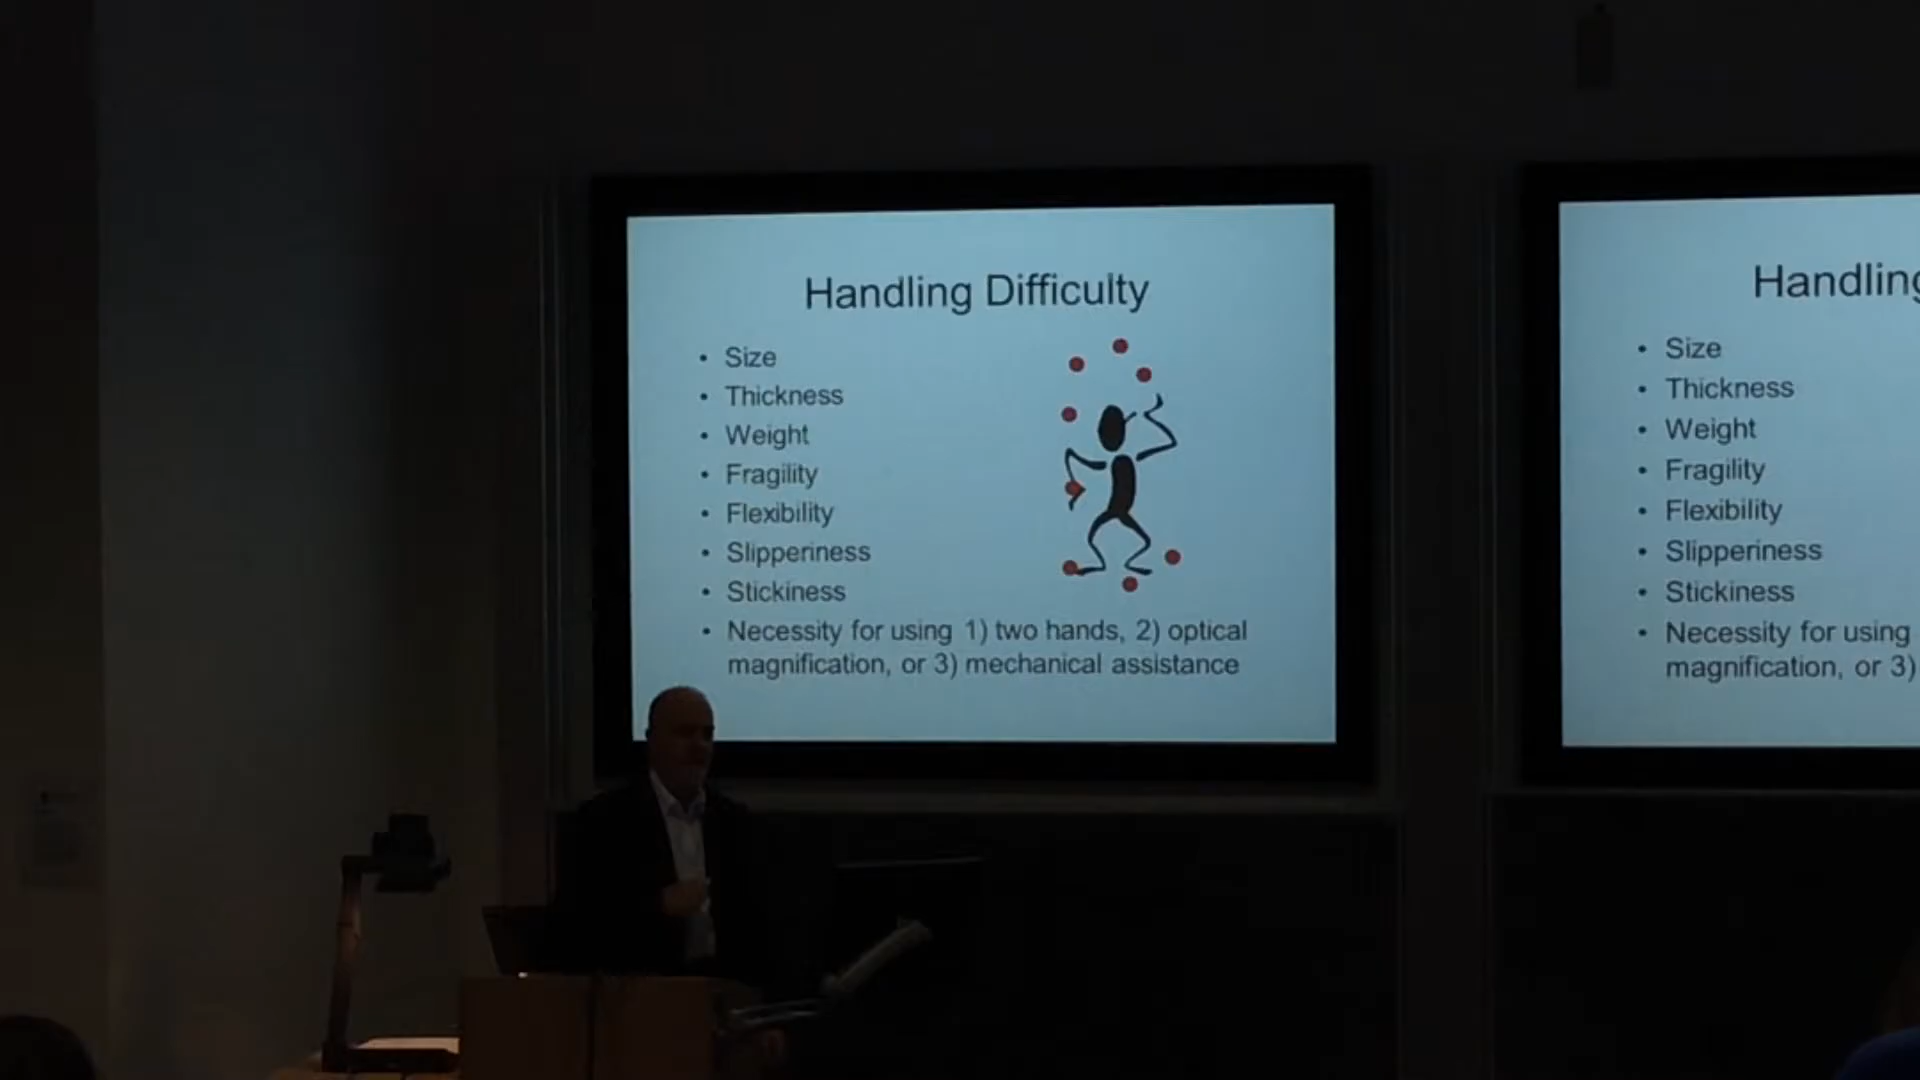 Handling Difficulty
• Size
• Thickness
• Weight
• Fragility
• Flexibility
• Slipperiness
• Stickiness
• Necessity for using 1) two hands, 2) optical
magnification, or 3) mechanical assistance
Handling
• Size
• Thickness
• Weight
• Fragility
• Flexibility
• Slipperiness
• Stickiness
• Necessity for using
magnification, or 3)